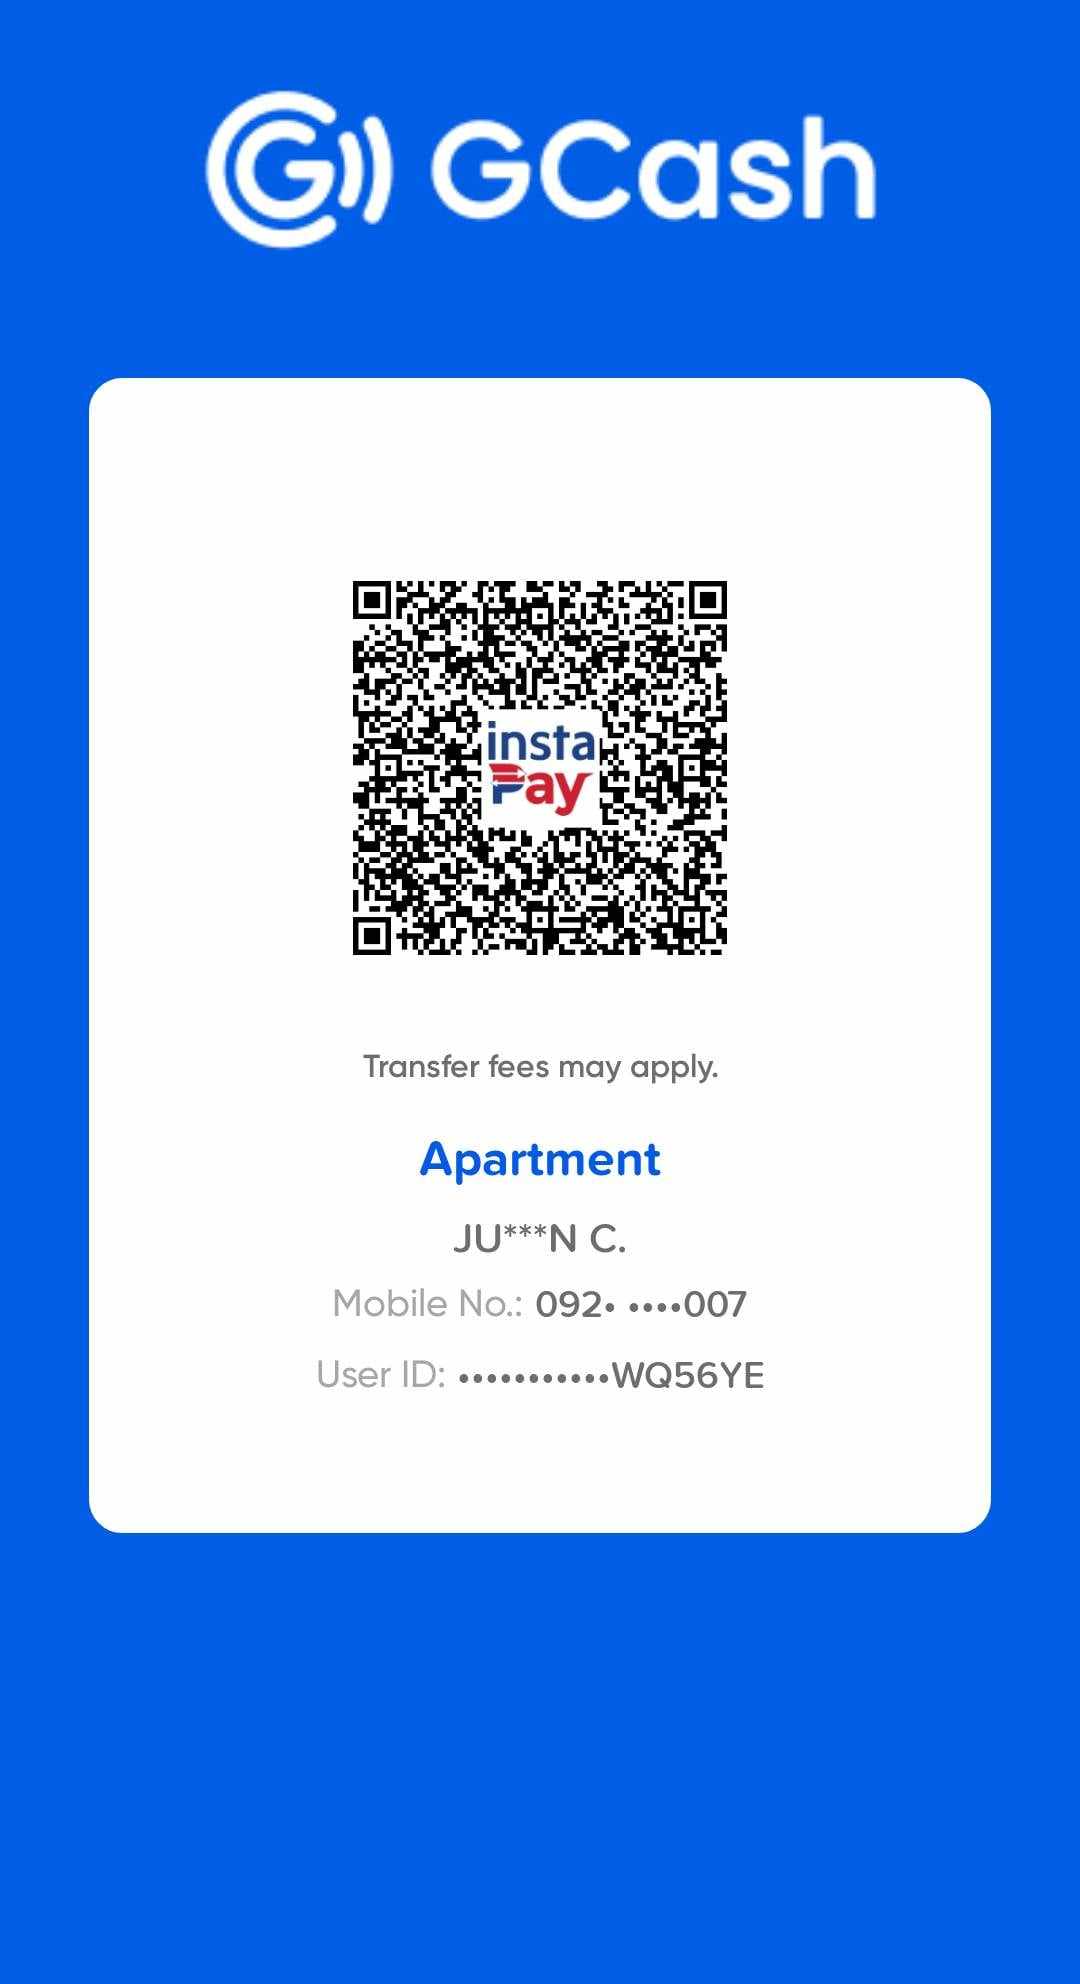 GCash
insta
Pay
Transfer fees may apply.
Apartment
JU***N C.
Mobile No.: 092• ••••007
User ID: •••••••••••WQ56YE